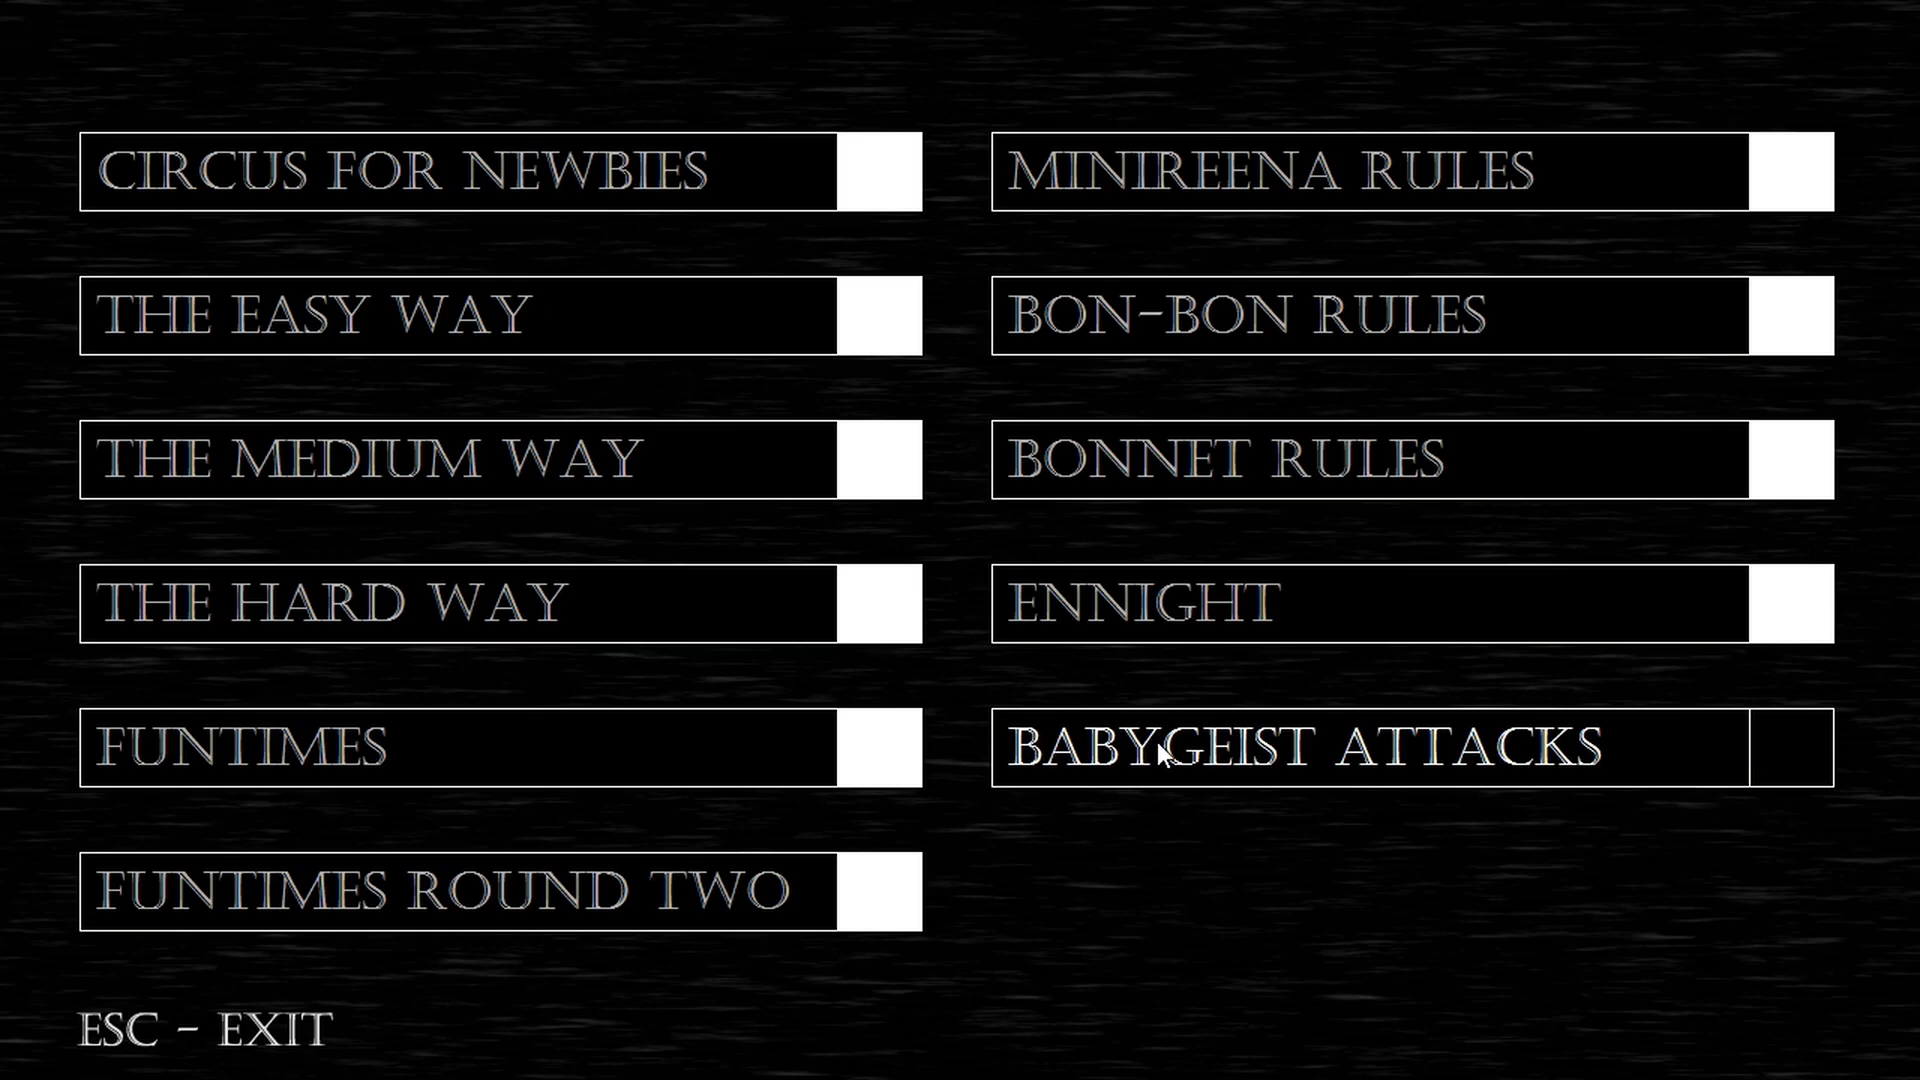 CIRCUS FOR NEWBIES
THE EASY WAY
THE MEDIUM WAY
THE HARD WAY
FUNTIMES
FUNTIMES ROUND TWO
MINIREENA RULES
BON-BON RULES
BONNET RULES
ENNIGHT
BABYGEIST ATTACKS
ESC - EXIT